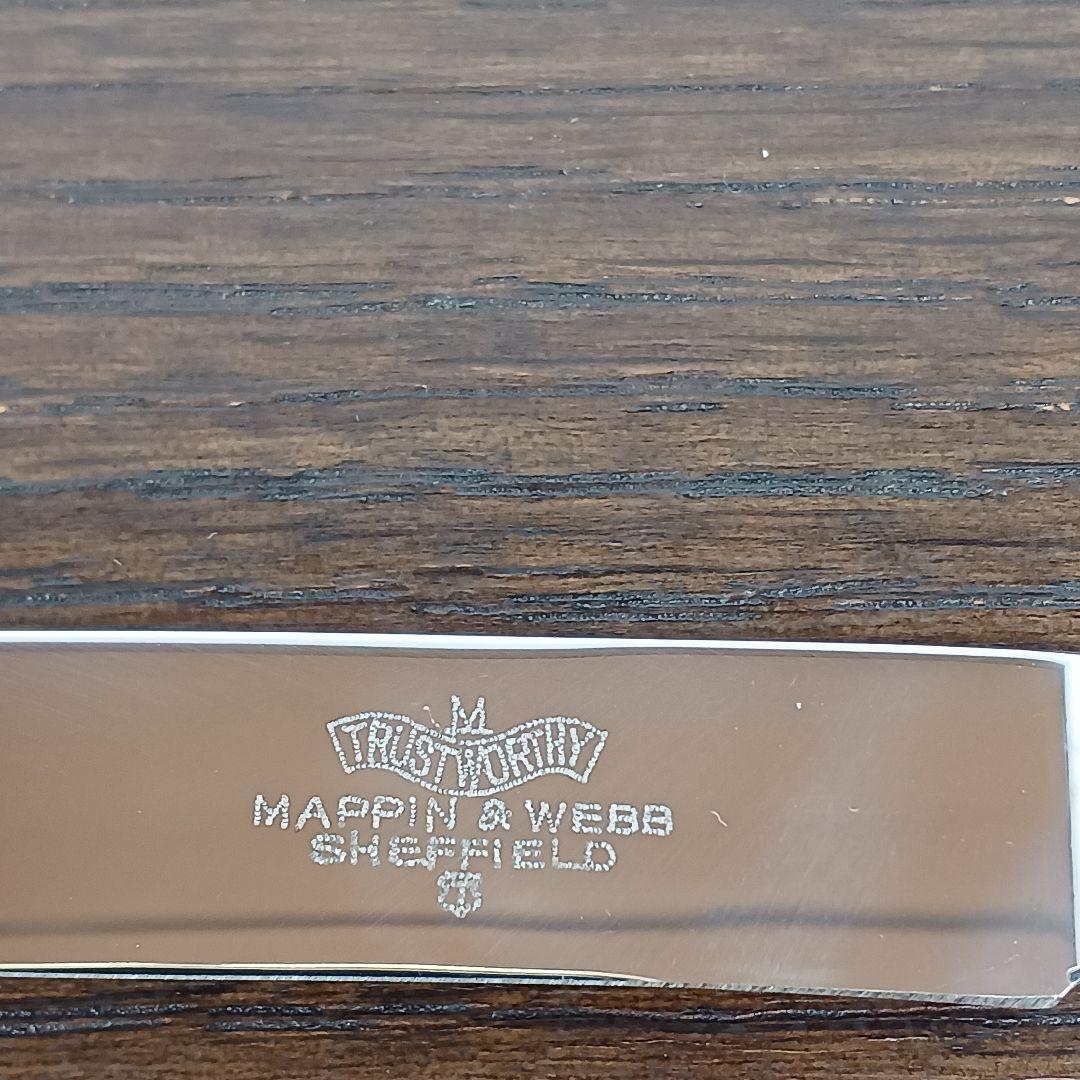 M
TRUSTWORTHY
MAPPIN & WEBB
SHEFFIELD